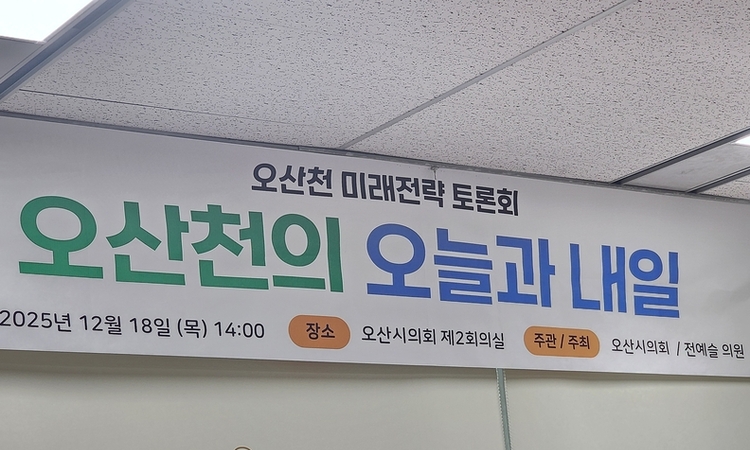 오산천 미래전략 토론회
오산천의 오늘과 내일
2025년 12월 18일 (목) 14:00 장소 오산시의회 제2회의실 주관 / 주최 오산시의회 / 전예슬 의원